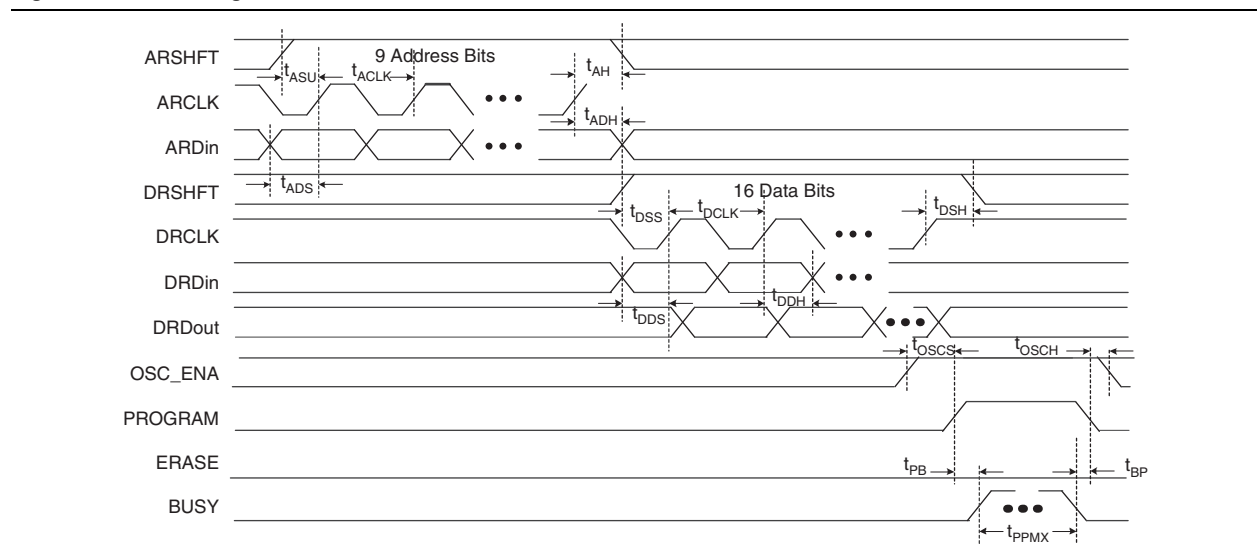 ARSHFT
9 Address Bits
tASU
tACLK
tAH
ARCLK
tADH
ARDin
tADS
DRSHFT
16 Data Bits
tDSS
tDCLK
tDSH
DRCLK
DRDin
tDDS
tDDH
DRDout
tOSCS
tOSCH
OSC_ENA
PROGRAM
ERASE
tPB
tBP
BUSY
tPPMX